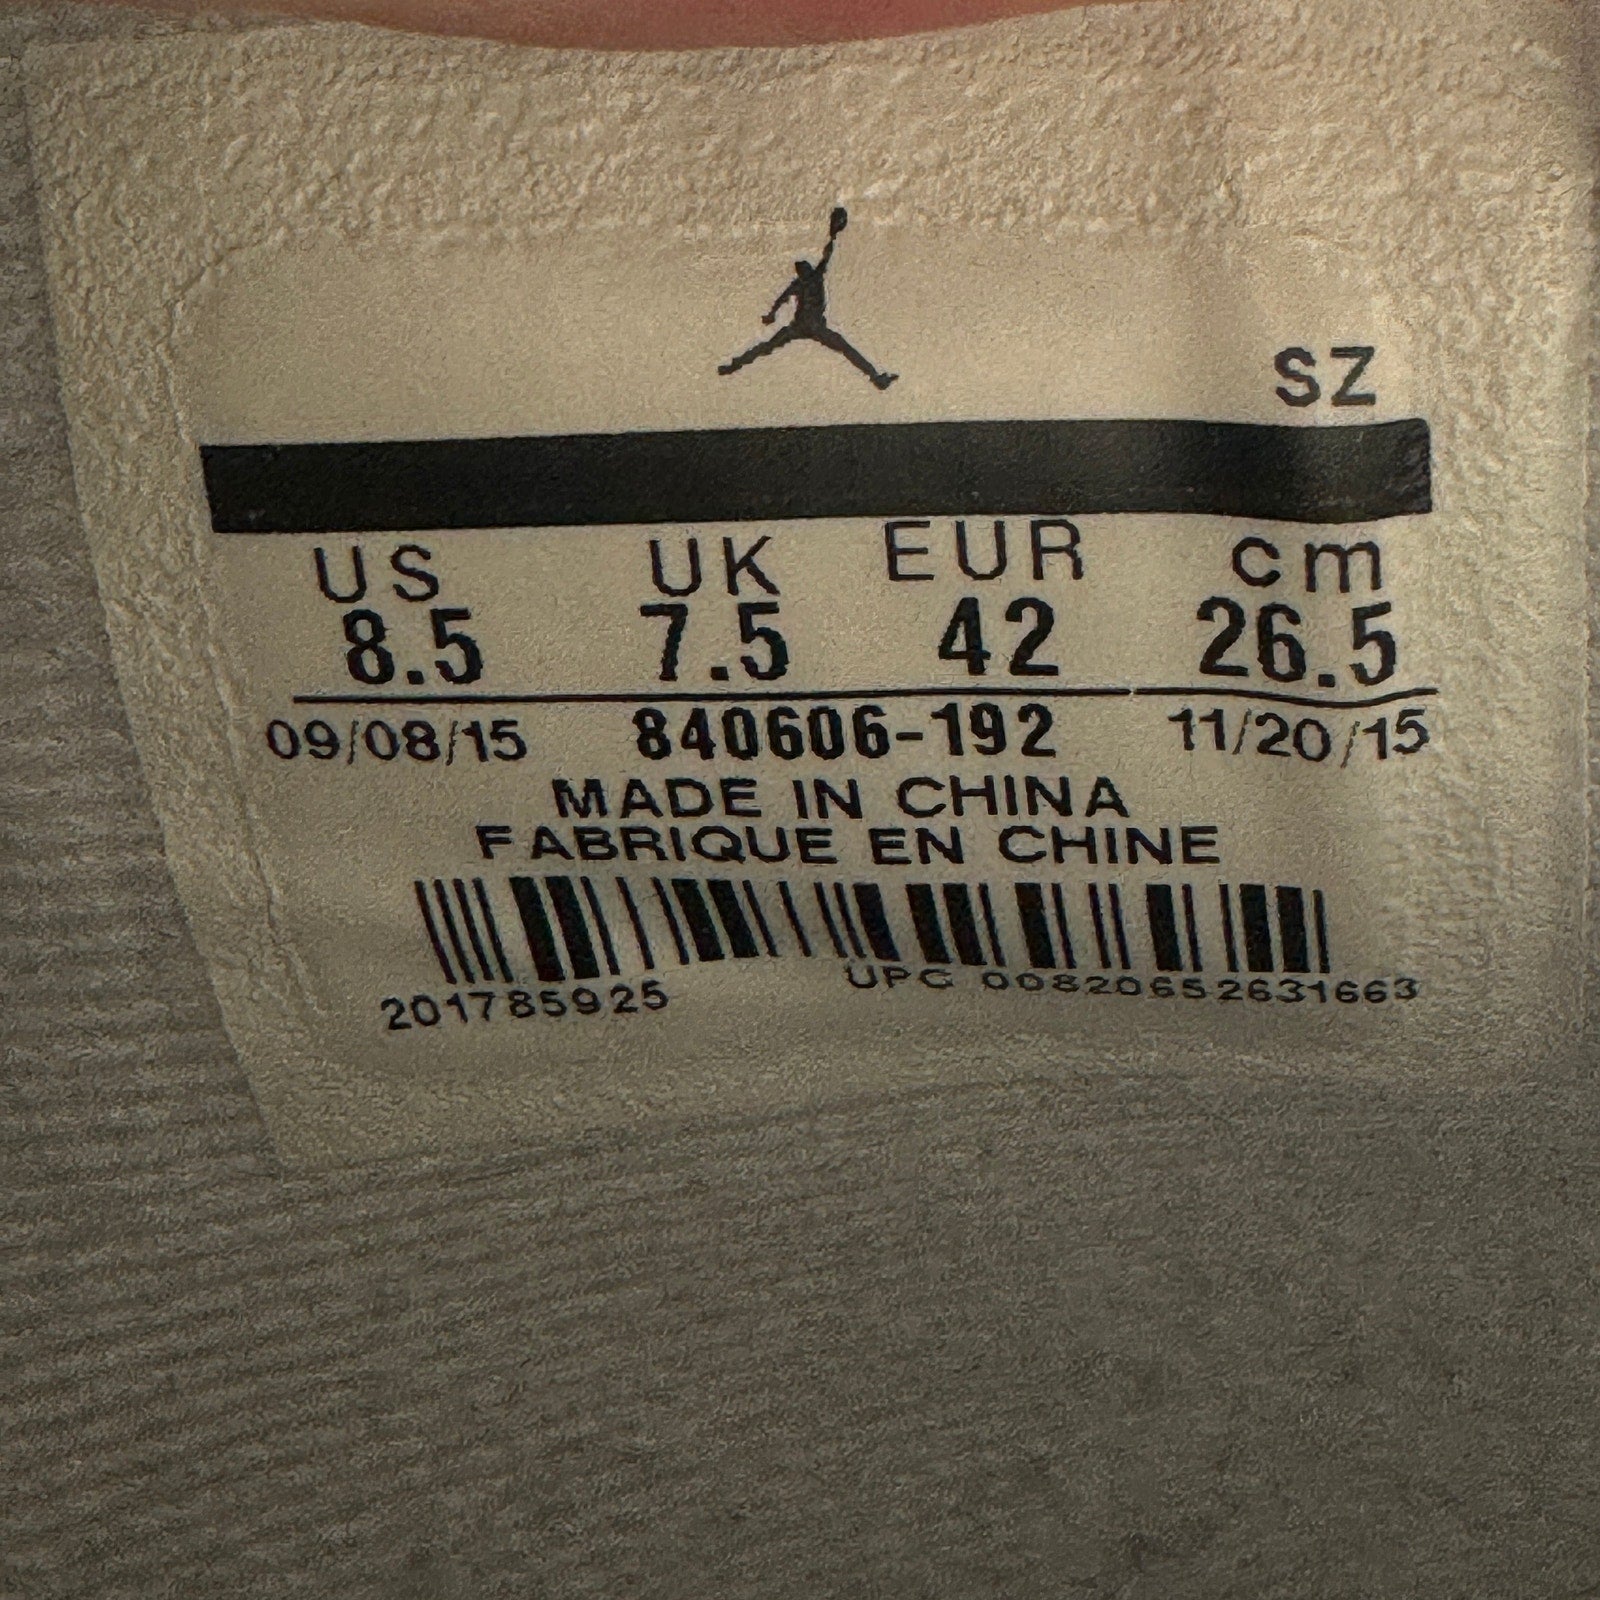 SZ
US UK EUR cm
8.5 7.5 42 26.5
09/08/15 840606-192 11/20/15
MADE IN CHINA
FABRIQUE EN CHINE
201785925 UPC 00820652631663